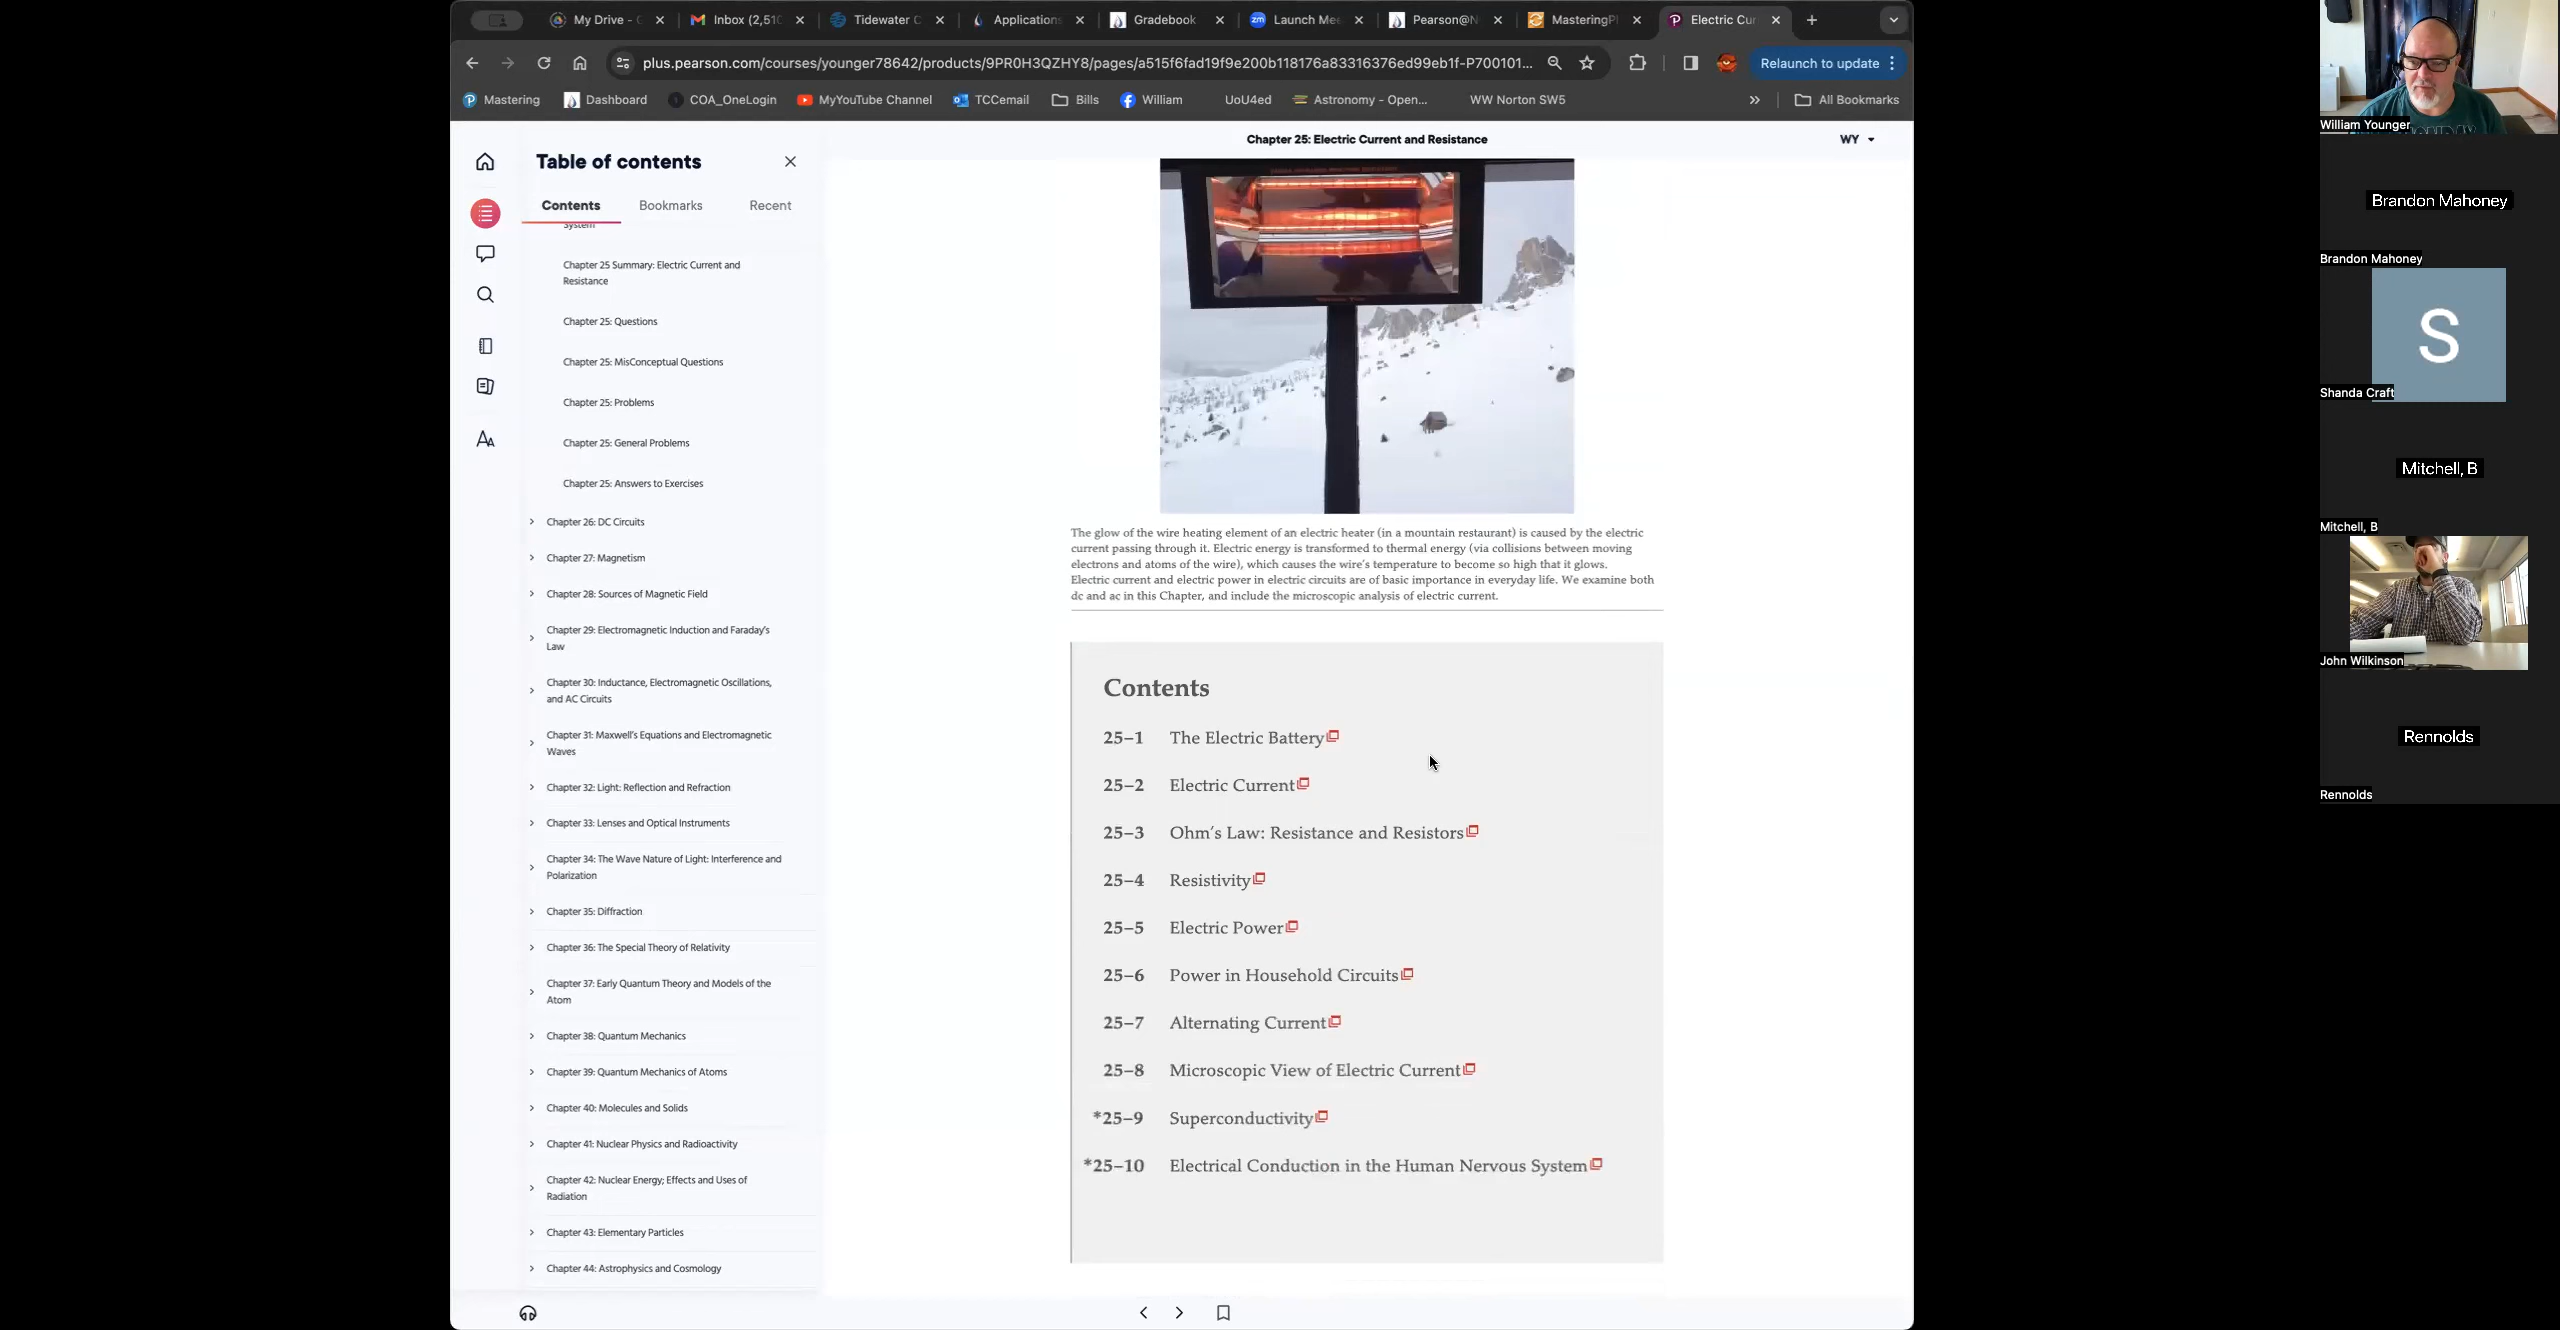 My Drive - G
Inbox (2,510
Tidewater C
Applications
Gradebook
Launch Mee
Pearson@N
MasteringPh
Electric Cur
plus.pearson.com/courses/younger78642/products/9PR0H3QZHY8/pages/a515f6fad19f9e200b118176a83316376ed99eb1f-P700101...
Relaunch to update
Mastering
Dashboard
COA_OneLogin
MyYouTube Channel
TCCemail
Bills
William
UoU4ed
Astronomy - Open...
WW Norton SW5
»
All Bookmarks
Chapter 25: Electric Current and Resistance
WY
Table of contents
Contents
Bookmarks
Recent
System
Chapter 25 Summary: Electric Current and
Resistance
Chapter 25: Questions
Chapter 25: MisConceptual Questions
Chapter 25: Problems
Chapter 25: General Problems
Chapter 25: Answers to Exercises
Chapter 26: DC Circuits
Chapter 27: Magnetism
Chapter 28: Sources of Magnetic Field
Chapter 29: Electromagnetic Induction and Faraday's
Law
Chapter 30: Inductance, Electromagnetic Oscillations,
and AC Circuits
Chapter 31: Maxwell's Equations and Electromagnetic
Waves
Chapter 32: Light: Reflection and Refraction
Chapter 33: Lenses and Optical Instruments
Chapter 34: The Wave Nature of Light: Interference and
Polarization
Chapter 35: Diffraction
Chapter 36: The Special Theory of Relativity
Chapter 37: Early Quantum Theory and Models of the
Atom
Chapter 38: Quantum Mechanics
Chapter 39: Quantum Mechanics of Atoms
Chapter 40: Molecules and Solids
Chapter 41: Nuclear Physics and Radioactivity
Chapter 42: Nuclear Energy; Effects and Uses of
Radiation
Chapter 43: Elementary Particles
Chapter 44: Astrophysics and Cosmology
The glow of the wire heating element of an electric heater (in a mountain restaurant) is caused by the electric
current passing through it. Electric energy is transformed to thermal energy (via collisions between moving
electrons and atoms of the wire), which causes the wire's temperature to become so high that it glows.
Electric current and electric power in electric circuits are of basic importance in everyday life. We examine both
dc and ac in this Chapter, and include the microscopic analysis of electric current.
Contents
25–1 The Electric Battery
25–2 Electric Current
25–3 Ohm's Law: Resistance and Resistors
25–4 Resistivity
25–5 Electric Power
25–6 Power in Household Circuits
25–7 Alternating Current
25–8 Microscopic View of Electric Current
*25–9 Superconductivity
*25–10 Electrical Conduction in the Human Nervous System
William Younger
Brandon Mahoney
Brandon Mahoney
S
Shanda Craft
Mitchell, B
Mitchell, B
John Wilkinson
Rennolds
Rennolds